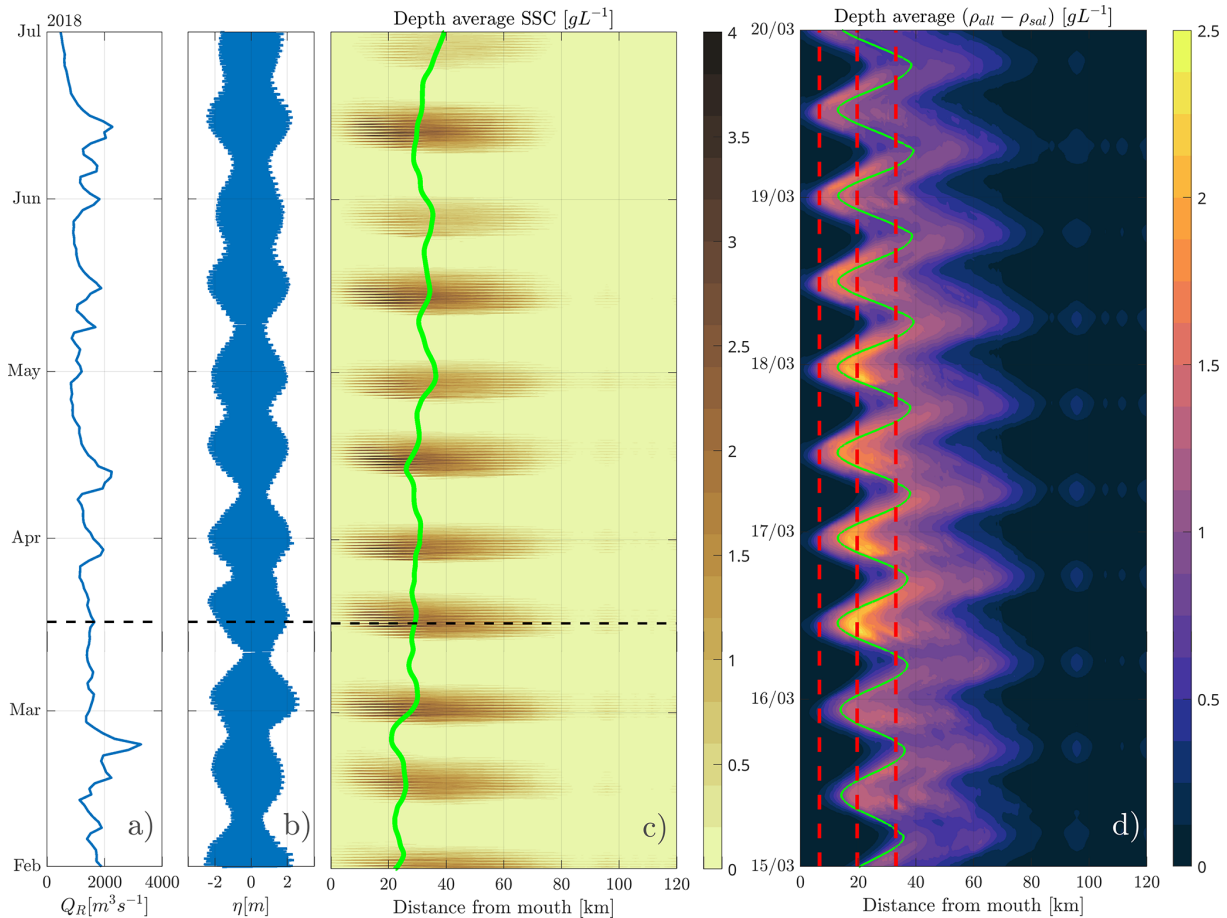 2018
Jul
Jun
May
Apr
Mar
Feb
0 2000 4000
Q_R[m^3s^{-1}]
a)
-2 0 2
η[m]
b)
Depth average SSC [gL^{-1}]
0 20 40 60 80 100 120
Distance from mouth [km]
c)
4
3.5
3
2.5
2
1.5
1
0.5
0
Depth average (ρ_{all} − ρ_{sal}) [gL^{-1}]
20/03
19/03
18/03
17/03
16/03
15/03
0 20 40 60 80 100 120
Distance from mouth [km]
d)
2.5
2
1.5
1
0.5
0